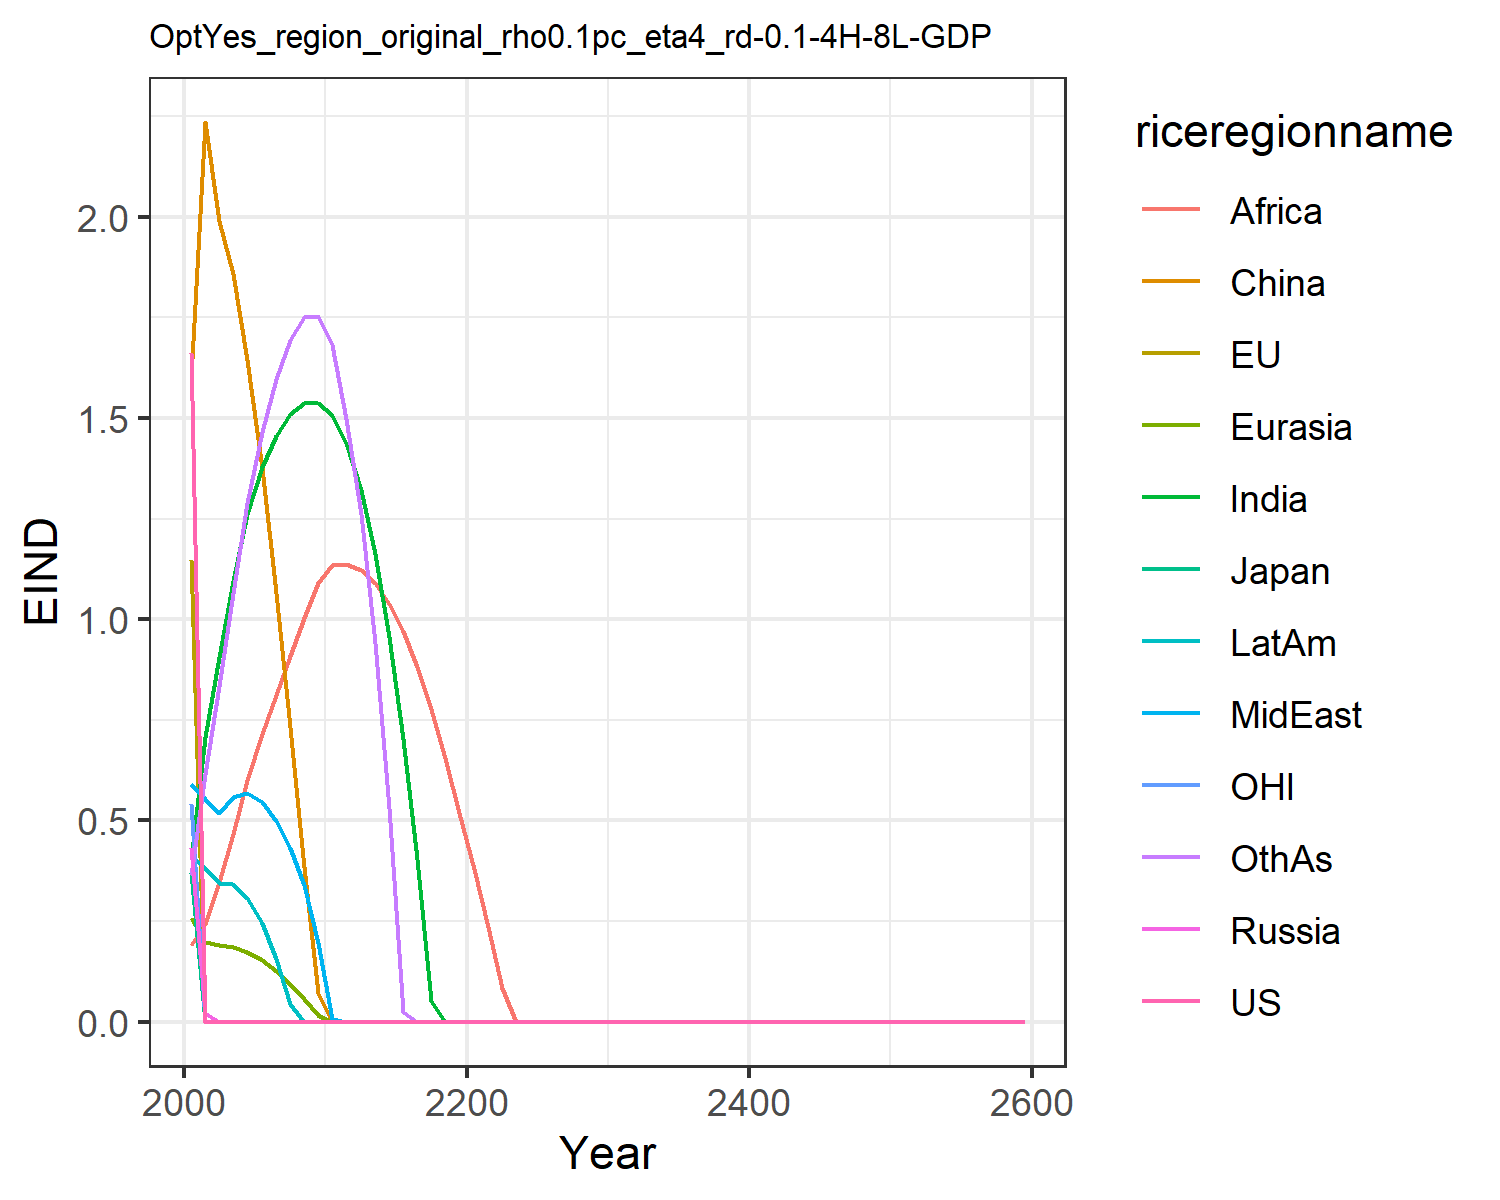 OptYes_region_original_rho0.1pc_eta4_rd-0.1-4H-8L-GDP
riceregionname
Africa
China
EU
Eurasia
India
Japan
LatAm
MidEast
OHI
OthAs
Russia
US
EIND
2.0
1.5
1.0
0.5
0.0
2000 2200 2400 2600
Year